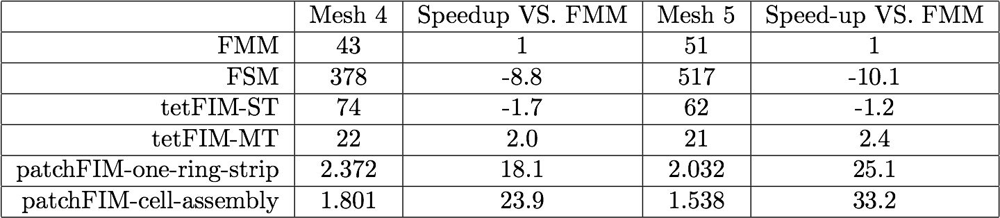 Mesh 4 Speedup VS. FMM Mesh 5 Speed-up VS. FMM
FMM 43 1 51 1
FSM 378 -8.8 517 -10.1
tetFIM-ST 74 -1.7 62 -1.2
tetFIM-MT 22 2.0 21 2.4
patchFIM-one-ring-strip 2.372 18.1 2.032 25.1
patchFIM-cell-assembly 1.801 23.9 1.538 33.2